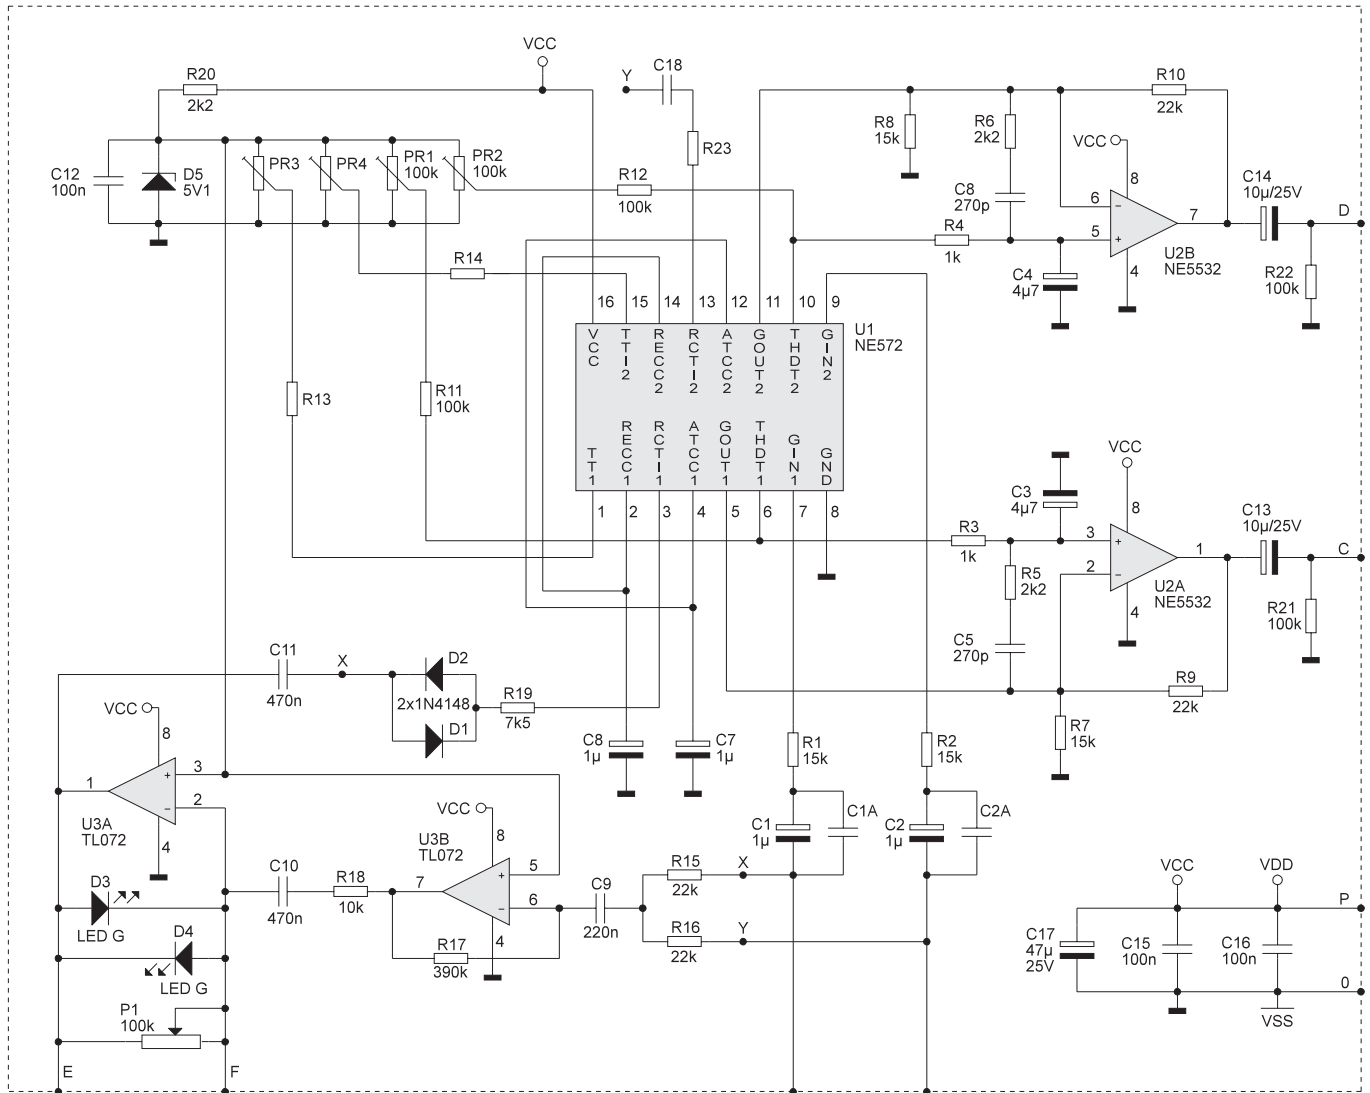 VCC
R20
2k2
Y
C18
R10
22k
R8
15k
R6
2k2
VCC
R23
C12
100n
D5
5V1
PR3
PR4
PR1
100k
PR2
100k
R12
100k
C8
270p
8
6
5
7
4
C14
10µ/25V
D
R4
1k
U2B
NE5532
R14
C4
4µ7
R22
100k
16
15
14
13
12
11
10
9
U1
NE572
VCC
TTI2
RECC2
RCTI2
ATCC2
GOUT2
THDT2
GIN2
R13
R11
100k
TT1
RECC1
RCTI1
ATCC1
GOUT1
THDT1
GIN1
GND
1
2
3
4
5
6
7
8
VCC
C3
4µ7
8
C13
10µ/25V
R3
1k
3
2
1
C
R5
2k2
U2A
NE5532
4
R21
100k
C11
470n
X
D2
2x1N4148
D1
R19
7k5
C5
270p
R9
22k
VCC
8
C8
1µ
C7
1µ
R1
15k
R2
15k
R7
15k
1
3
2
U3A
TL072
4
VCC
8
U3B
TL072
C1
1µ
C1A
C2
1µ
C2A
C10
470n
R18
10k
7
5
6
4
C9
220n
R15
22k
X
R16
22k
Y
D3
LED G
D4
LED G
R17
390k
VCC
VDD
P
C17
47µ
25V
C15
100n
C16
100n
0
P1
100k
VSS
E
F